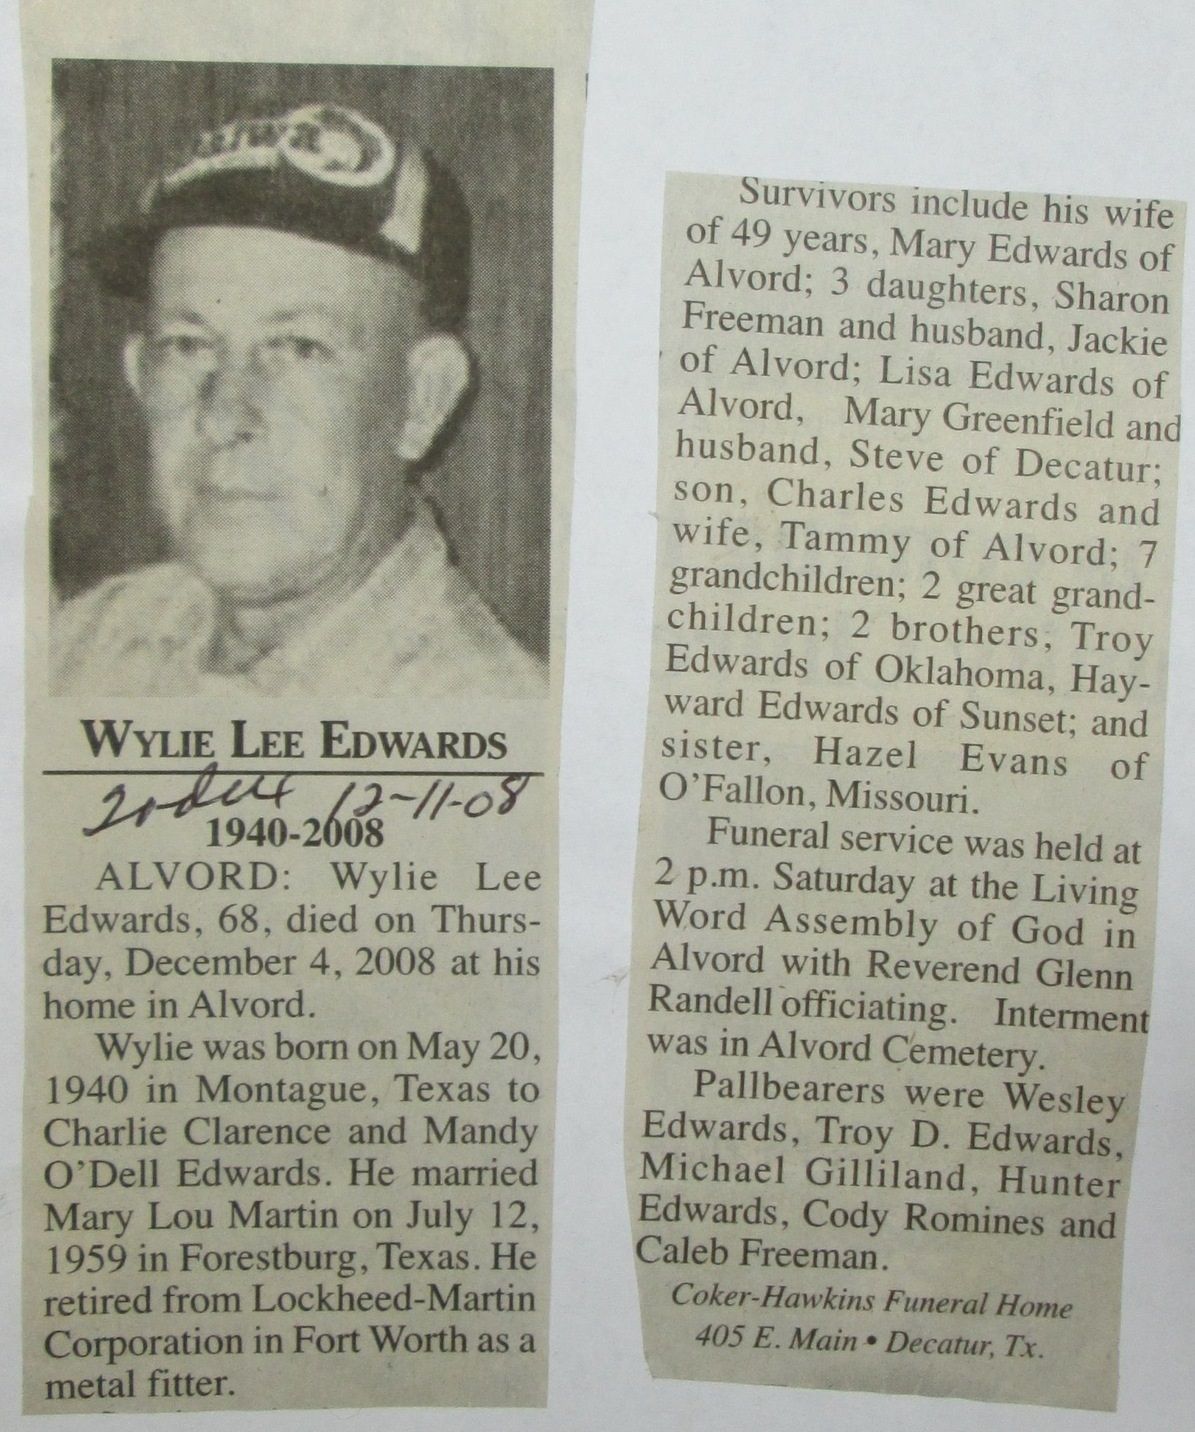 WYLIE LEE EDWARDS
12-11-08
1940-2008
ALVORD: Wylie Lee
Edwards, 68, died on Thurs-
day, December 4, 2008 at his
home in Alvord.
Wylie was born on May 20,
1940 in Montague, Texas to
Charlie Clarence and Mandy
O'Dell Edwards. He married
Mary Lou Martin on July 12,
1959 in Forestburg, Texas. He
retired from Lockheed-Martin
Corporation in Fort Worth as a
metal fitter.
Survivors include his wife
of 49 years, Mary Edwards of
Alvord; 3 daughters, Sharon
Freeman and husband, Jackie
of Alvord; Lisa Edwards of
Alvord, Mary Greenfield and
husband, Steve of Decatur;
son, Charles Edwards and
wife, Tammy of Alvord; 7
grandchildren; 2 great grand-
children; 2 brothers, Troy
Edwards of Oklahoma, Hay-
ward Edwards of Sunset; and
sister, Hazel Evans of
O'Fallon, Missouri.
Funeral service was held at
2 p.m. Saturday at the Living
Word Assembly of God in
Alvord with Reverend Glenn
Randell officiating. Interment
was in Alvord Cemetery.
Pallbearers were Wesley
Edwards, Troy D. Edwards,
Michael Gilliland, Hunter
Edwards, Cody Romines and
Caleb Freeman.
Coker-Hawkins Funeral Home
405 E. Main • Decatur, Tx.